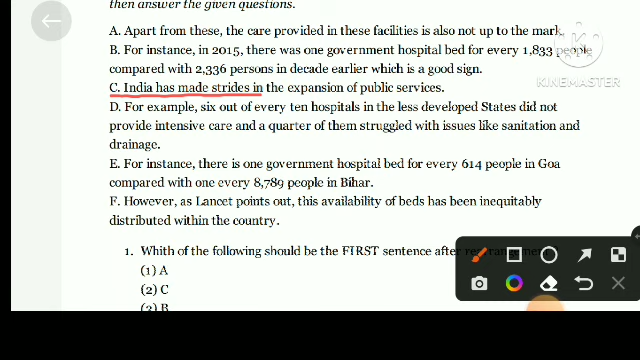 then answer the given questions.
A. Apart from these, the care provided in these facilities is also not up to the mark.
B. For instance, in 2015, there was one government hospital bed for every 1,833 people
compared with 2,336 persons in decade earlier which is a good sign.
C. India has made strides in the expansion of public services.
D. For example, six out of every ten hospitals in the less developed States did not
provide intensive care and a quarter of them struggled with issues like sanitation and
drainage.
E. For instance, there is one government hospital bed for every 614 people in Goa
compared with one every 8,789 people in Bihar.
F. However, as Lancet points out, this availability of beds has been inequitably
distributed within the country.
1. Whith of the following should be the FIRST sentence after
(1) A
(2) C
(3) B
KINEMASTER